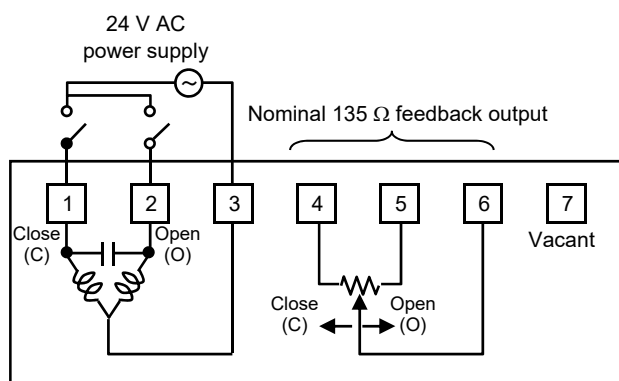 24 V AC
power supply
~
Nominal 135 Ω feedback output
1 2 3 4 5 6 7
Close
(C)
Open
(O)
Vacant
Close
(C)
Open
(O)